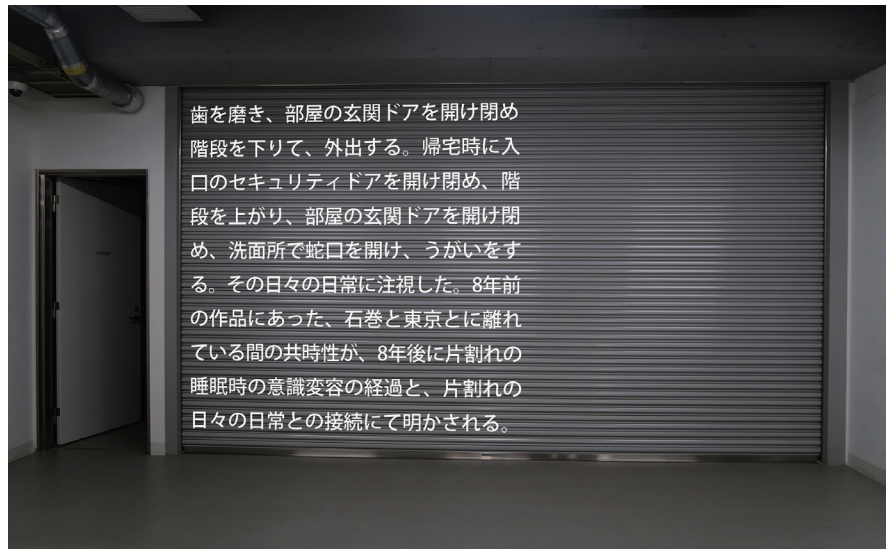 歯を磨き、部屋の玄関ドアを開け閉め
階段を下りて、外出する。帰宅時に入
口のセキュリティドアを開け閉め、階
段を上がり、部屋の玄関ドアを開け閉
め、洗面所で蛇口を開け、うがいをす
る。その日々の日常に注視した。8年前
の作品にあった、石巻と東京とに離れ
ている間の共時性が、8年後に片割れの
睡眠時の意識変容の経過と、片割れの
日々の日常との接続にて明かされる。